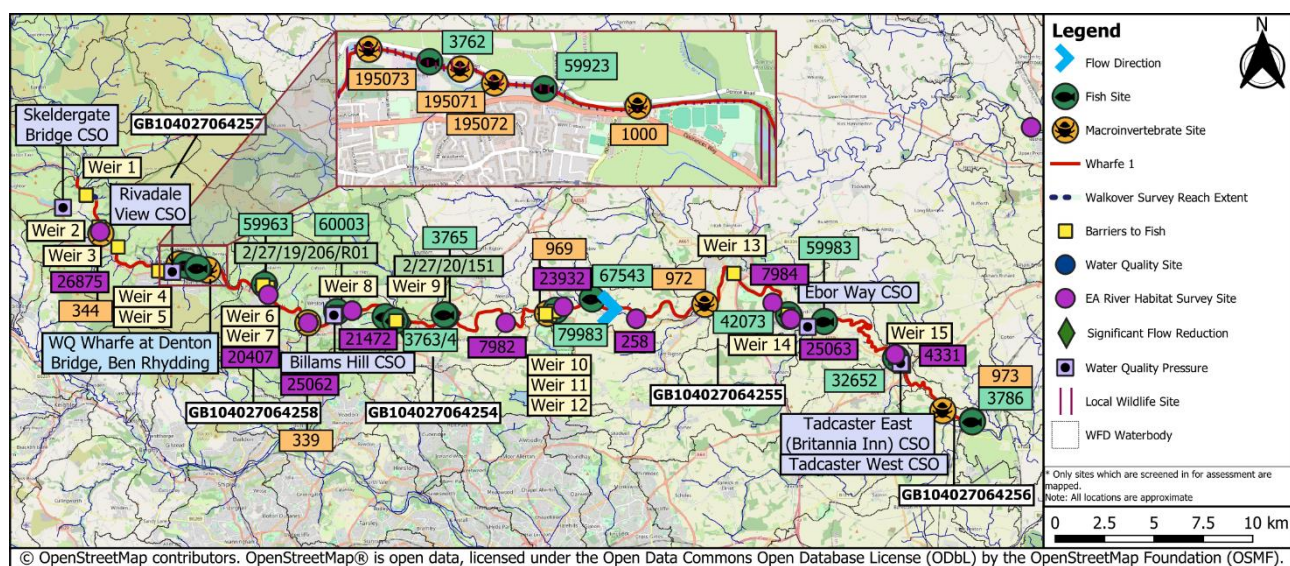 3762
59923
195073
195071
195072
1000
Skeldergate
Bridge CSO
GB104027064257
Weir 1
Rivadale
View CSO
Weir 2
Weir 3
26875
344
Weir 4
Weir 5
WQ Wharfe at Denton
Bridge, Ben Rhydding
59963
60003
3765
2/27/19/206/R01
2/27/20/151
Weir 8
Weir 9
Weir 6
Weir 7
20407
Billams Hill CSO
25062
21472
3763/4
7982
GB104027064258
GB104027064254
339
969
23932
67543
972
79983
258
Weir 10
Weir 11
Weir 12
Weir 13
59983
7984
Ebor Way CSO
42073
Weir 14
25063
Weir 15
4331
32652
973
3786
GB104027064255
Tadcaster East
(Britannia Inn) CSO
Tadcaster West CSO
GB104027064256
Legend
N
Flow Direction
Fish Site
Macroinvertebrate Site
Wharfe 1
Walkover Survey Reach Extent
Barriers to Fish
Water Quality Site
EA River Habitat Survey Site
Significant Flow Reduction
Water Quality Pressure
Local Wildlife Site
WFD Waterbody
* Only sites which are screened in for assessment are
mapped.
Note: All locations are approximate
0 2.5 5 7.5 10 km
© OpenStreetMap contributors. OpenStreetMap® is open data, licensed under the Open Data Commons Open Database License (ODbL) by the OpenStreetMap Foundation (OSMF).